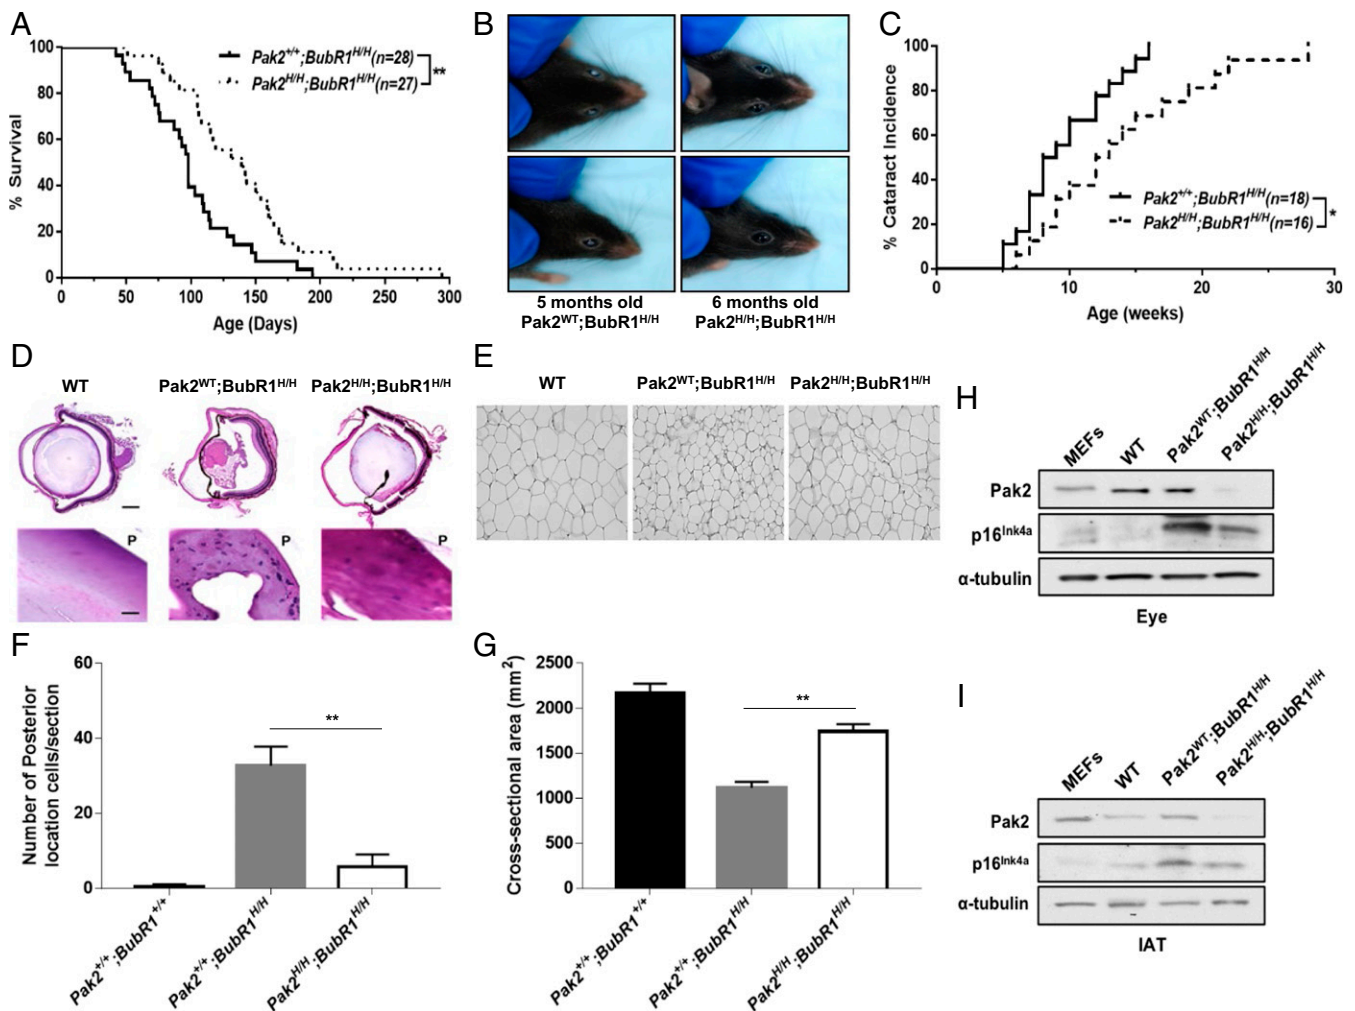 A
100
80
60
40
20
0
% Survival
Pak2+/+;BubR1H/H(n=28)
Pak2H/H;BubR1H/H(n=27)
**
0 50 100 150 200 250 300
Age (Days)
B
5 months old
Pak2WT;BubR1H/H
6 months old
Pak2H/H;BubR1H/H
C
100
80
60
40
20
0
% Cataract Incidence
Pak2+/+;BubR1H/H(n=18)
Pak2H/H;BubR1H/H(n=16)
*
0 10 20 30
Age (weeks)
D
WT Pak2WT;BubR1H/H Pak2H/H;BubR1H/H
P P P
E
WT Pak2WT;BubR1H/H Pak2H/H;BubR1H/H
F
60
40
20
0
Number of Posterior
location cells/section
**
Pak2+/+;BubR1+/+
Pak2+/+;BubR1H/H
Pak2H/H;BubR1H/H
G
2500
2000
1500
1000
500
0
Cross-sectional area (mm2)
**
Pak2+/+;BubR1+/+
Pak2+/+;BubR1H/H
Pak2H/H;BubR1H/H
H
MEFs
WT
Pak2WT;BubR1H/H
Pak2H/H;BubR1H/H
Pak2
p16Ink4a
α-tubulin
Eye
I
MEFs
WT
Pak2WT;BubR1H/H
Pak2H/H;BubR1H/H
Pak2
p16Ink4a
α-tubulin
IAT